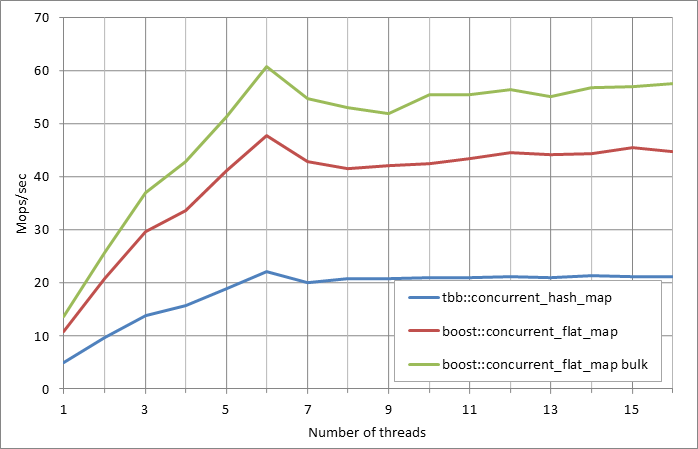 70
60
50
40
30
20
10
0
Mops/sec
tbb::concurrent_hash_map
boost::concurrent_flat_map
boost::concurrent_flat_map bulk
1 3 5 7 9 11 13 15
Number of threads